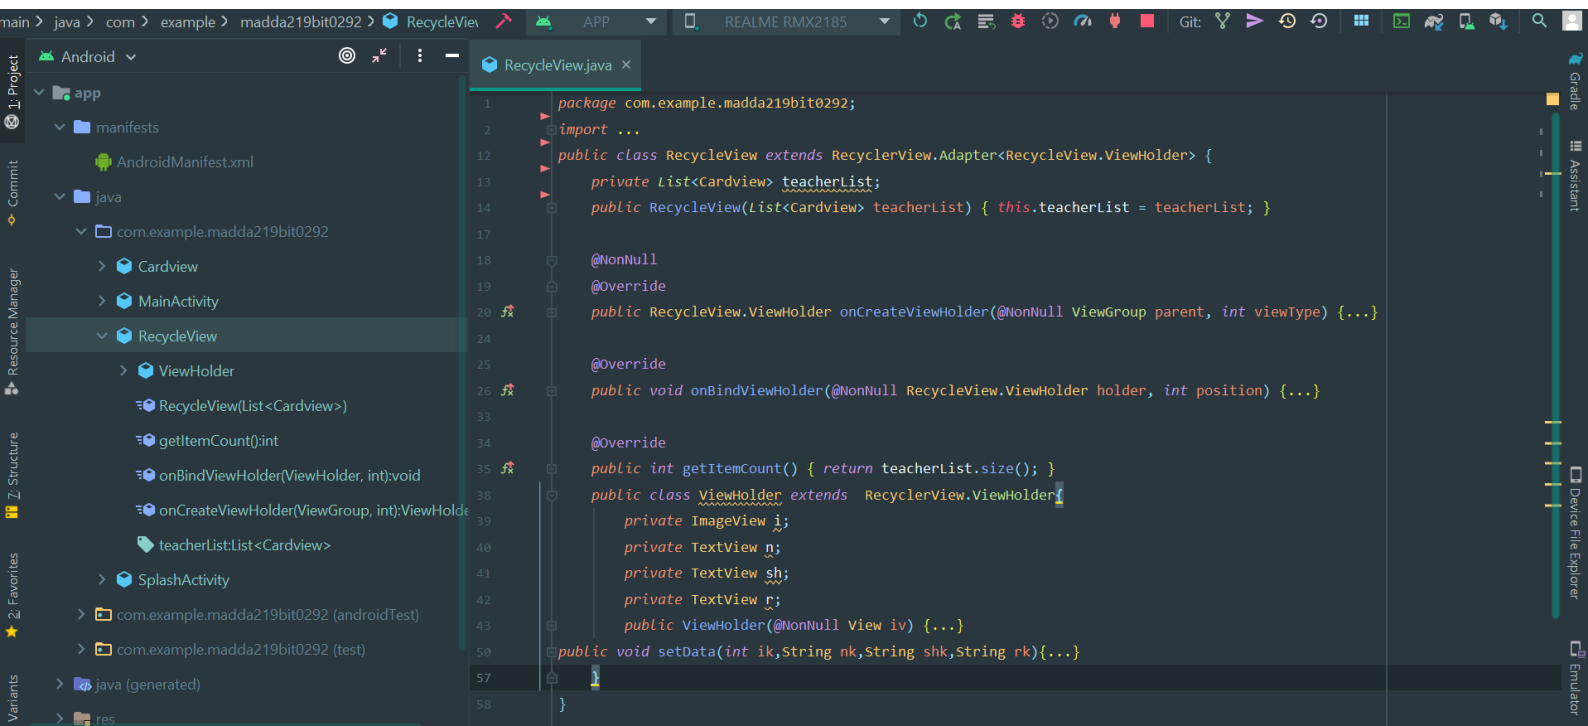 main > java > com > example > madda219bit0292 > RecycleView APP REALME RMX2185 Git:
1: Project
Commit
Resource Manager
7: Structure
2: Favorites
Variants
Android
app
manifests
AndroidManifest.xml
java
com.example.madda219bit0292
Cardview
MainActivity
RecycleView
ViewHolder
RecycleView(List<Cardview>)
getItemCount():int
onBindViewHolder(ViewHolder, int):void
onCreateViewHolder(ViewGroup, int):ViewHolde
teacherList:List<Cardview>
SplashActivity
com.example.madda219bit0292 (androidTest)
com.example.madda219bit0292 (test)
java (generated)
res
RecycleView.java ×
1 package com.example.madda219bit0292;
2 import ...
12 public class RecycleView extends RecyclerView.Adapter<RecycleView.ViewHolder> {
13 private List<Cardview> teacherList;
14 public RecycleView(List<Cardview> teacherList) { this.teacherList = teacherList; }
17
18 @NonNull
19 @Override
20 public RecycleView.ViewHolder onCreateViewHolder(@NonNull ViewGroup parent, int viewType) {...}
24
25 @Override
26 public void onBindViewHolder(@NonNull RecycleView.ViewHolder holder, int position) {...}
33
34 @Override
35 public int getItemCount() { return teacherList.size(); }
38 public class ViewHolder extends RecyclerView.ViewHolder{
39 private ImageView i;
40 private TextView n;
41 private TextView sh;
42 private TextView r;
43 public ViewHolder(@NonNull View iv) {...}
50 public void setData(int ik,String nk,String shk,String rk){...}
57 }
58 }
Gradle
Assistant
Device File Explorer
Emulator